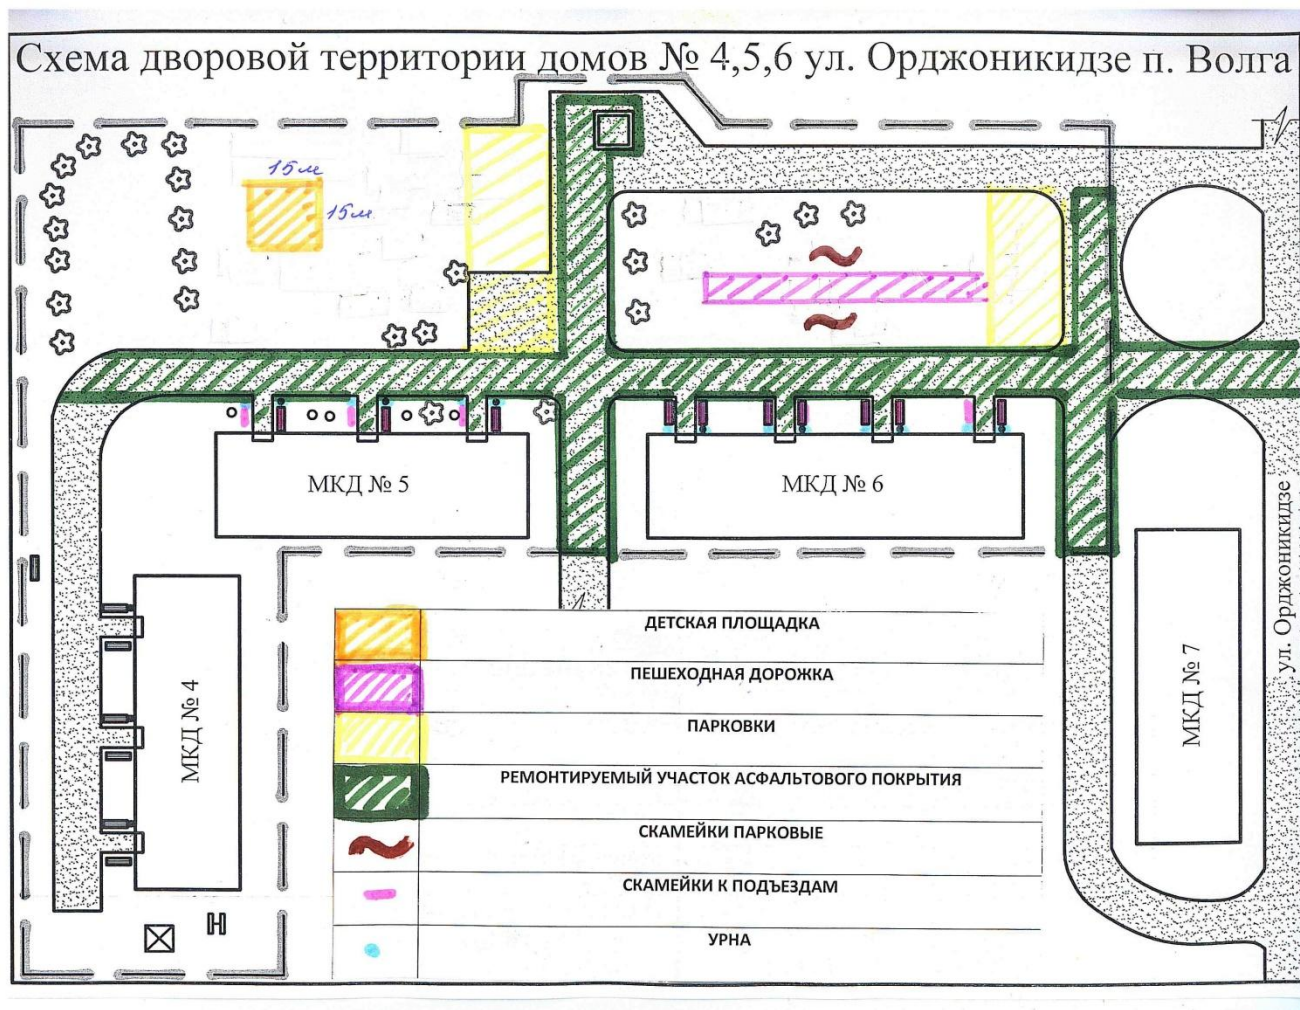 Схема дворовой территории домов № 4,5,6 ул. Орджоникидзе п. Волга
15м
15м
МКД № 5
МКД № 6
МКД № 4
МКД № 7
ул. Орджоникидзе
ДЕТСКАЯ ПЛОЩАДКА
ПЕШЕХОДНАЯ ДОРОЖКА
ПАРКОВКИ
РЕМОНТИРУЕМЫЙ УЧАСТОК АСФАЛЬТОВОГО ПОКРЫТИЯ
СКАМЕЙКИ ПАРКОВЫЕ
СКАМЕЙКИ К ПОДЪЕЗДАМ
УРНА